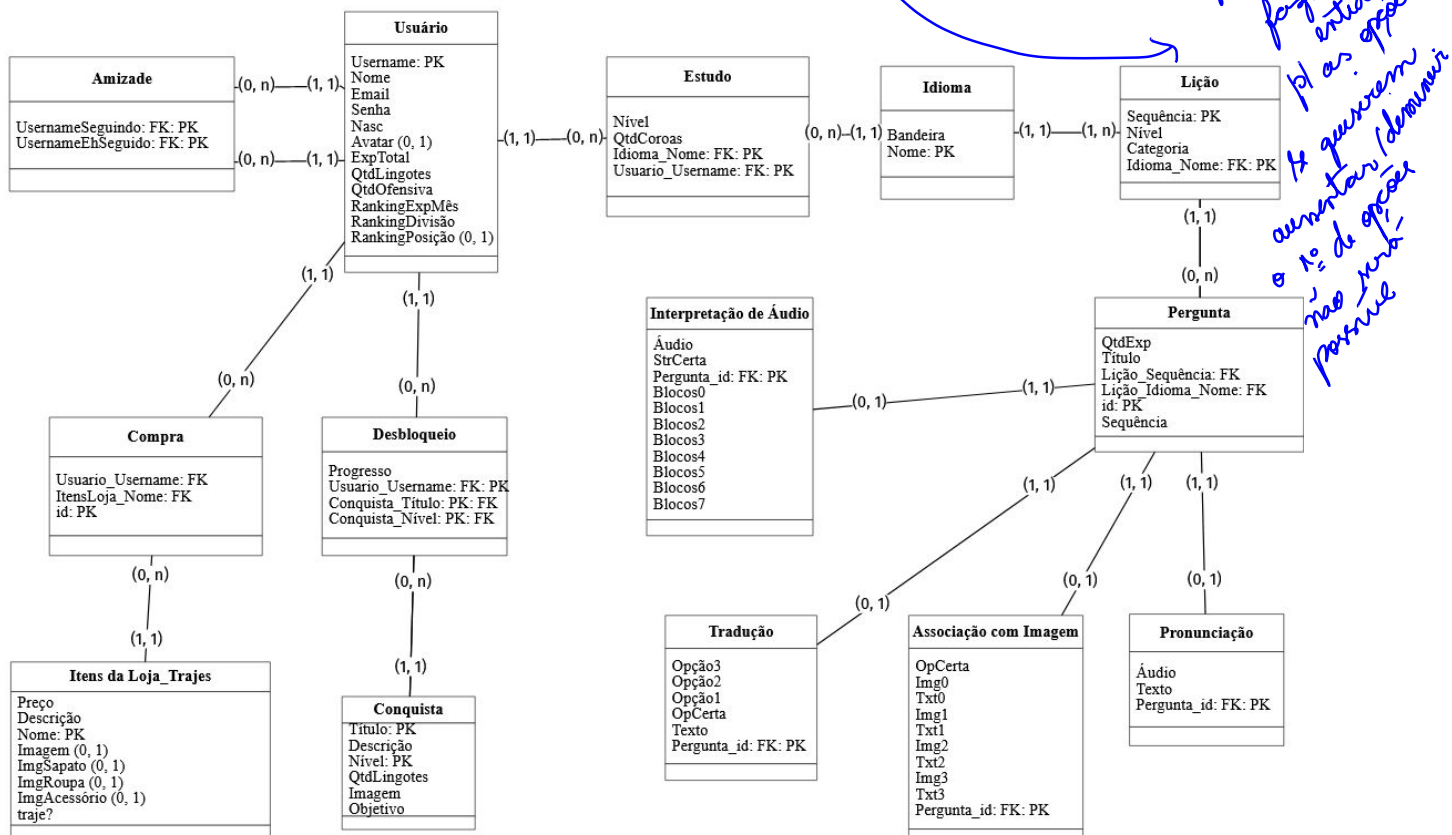 Usuário
Username: PK
Nome
Email
Senha
Nasc
Avatar (0, 1)
ExpTotal
QtdLingotes
QtdOfensiva
RankingExpMês
RankingDivisão
RankingPosição (0, 1)
Amizade
UsernameSeguindo: FK: PK
UsernameEhSeguido: FK: PK
(0, n)
(1, 1)
(0, n)
(1, 1)
(1, 1)
(0, n)
Estudo
Nível
QtdCoroas
Idioma_Nome: FK: PK
Usuario_Username: FK: PK
(0, n)
(1, 1)
Idioma
Bandeira
Nome: PK
(1, 1)
(1, n)
Lição
Sequência: PK
Nível
Categoria
Idioma_Nome: FK: PK
entid
p/ as opçõe
quiserem
aumentar/demenuir
o nº de opções
não será
possível
(1, 1)
(0, n)
Pergunta
QtdExp
Título
Lição_Sequência: FK
Lição_Idioma_Nome: FK
id: PK
Sequência
Interpretação de Áudio
Áudio
StrCerta
Pergunta_id: FK: PK
Blocos0
Blocos1
Blocos2
Blocos3
Blocos4
Blocos5
Blocos6
Blocos7
(0, 1)
(1, 1)
(1, 1)
(0, n)
Compra
Usuario_Username: FK
ItensLoja_Nome: FK
id: PK
(1, 1)
(0, n)
Desbloqueio
Progresso
Usuario_Username: FK: PK
Conquista_Título: PK: FK
Conquista_Nível: PK: FK
(0, n)
(1, 1)
Itens da Loja_Trajes
Preço
Descrição
Nome: PK
Imagem (0, 1)
ImgSapato (0, 1)
ImgRoupa (0, 1)
ImgAcessório (0, 1)
traje?
(0, n)
(1, 1)
Conquista
Título: PK
Descrição
Nível: PK
QtdLingotes
Imagem
Objetivo
(1, 1)
(0, 1)
Tradução
Opção3
Opção2
Opção1
OpCerta
Texto
Pergunta_id: FK: PK
(1, 1)
(0, 1)
Associação com Imagem
OpCerta
Img0
Txt0
Img1
Txt1
Img2
Txt2
Img3
Txt3
Pergunta_id: FK: PK
(1, 1)
(0, 1)
Pronunciação
Áudio
Texto
Pergunta_id: FK: PK